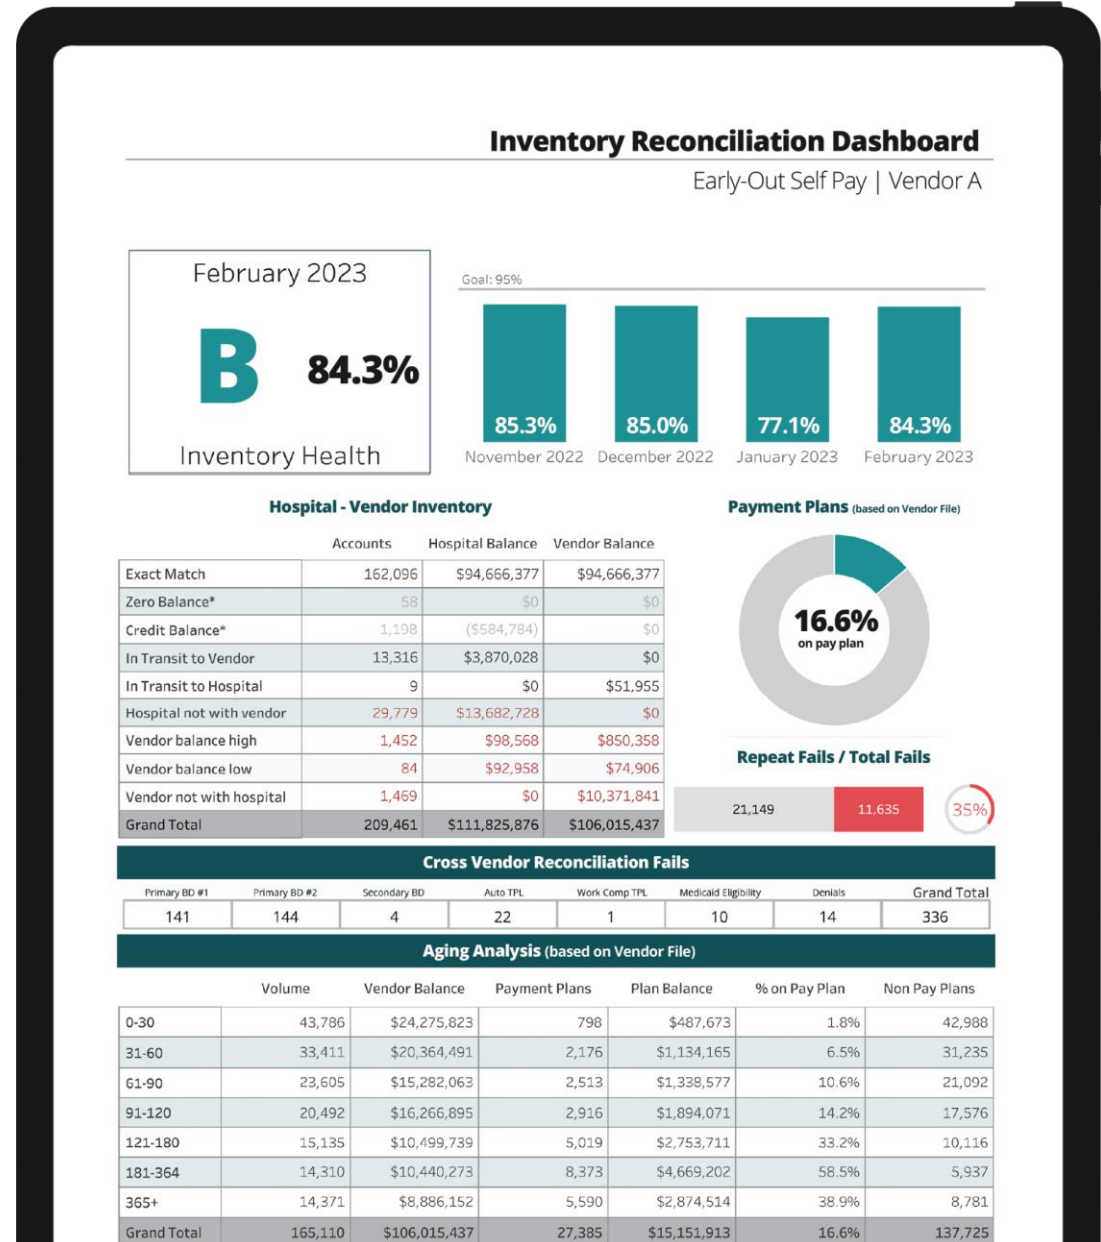 Inventory Reconciliation Dashboard
Early-Out Self Pay | Vendor A
February 2023
B 84.3%
Inventory Health
Goal: 95%
85.3% 85.0% 77.1% 84.3%
November 2022 December 2022 January 2023 February 2023
Hospital - Vendor Inventory
Accounts Hospital Balance Vendor Balance
Exact Match 162,096 $94,666,377 $94,666,377
Zero Balance* 58 $0 $0
Credit Balance* 1,198 ($584,784) $0
In Transit to Vendor 13,316 $3,870,028 $0
In Transit to Hospital 9 $0 $51,955
Hospital not with vendor 29,779 $13,682,728 $0
Vendor balance high 1,452 $98,568 $850,358
Vendor balance low 84 $92,958 $74,906
Vendor not with hospital 1,469 $0 $10,371,841
Grand Total 209,461 $111,825,876 $106,015,437
Payment Plans (based on Vendor File)
16.6%
on pay plan
Repeat Fails / Total Fails
21,149 11,635 35%
Cross Vendor Reconciliation Fails
Primary BD #1 Primary BD #2 Secondary BD Auto TPL Work Comp TPL Medicaid Eligibility Denials Grand Total
141 144 4 22 1 10 14 336
Aging Analysis (based on Vendor File)
Volume Vendor Balance Payment Plans Plan Balance % on Pay Plan Non Pay Plans
0-30 43,786 $24,275,823 798 $487,673 1.8% 42,988
31-60 33,411 $20,364,491 2,176 $1,134,165 6.5% 31,235
61-90 23,605 $15,282,063 2,513 $1,338,577 10.6% 21,092
91-120 20,492 $16,266,895 2,916 $1,894,071 14.2% 17,576
121-180 15,135 $10,499,739 5,019 $2,753,711 33.2% 10,116
181-364 14,310 $10,440,273 8,373 $4,669,202 58.5% 5,937
365+ 14,371 $8,886,152 5,590 $2,874,514 38.9% 8,781
Grand Total 165,110 $106,015,437 27,385 $15,151,913 16.6% 137,725